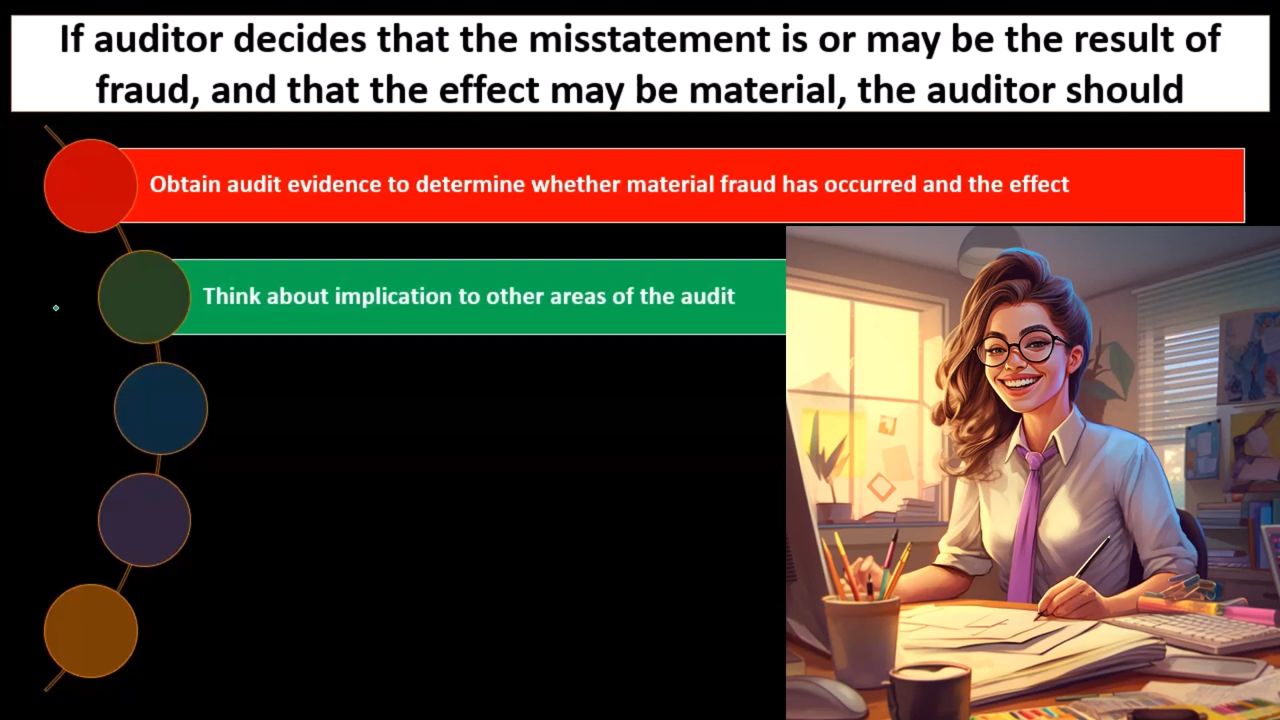 If auditor decides that the misstatement is or may be the result of
fraud, and that the effect may be material, the auditor should
Obtain audit evidence to determine whether material fraud has occurred and the effect
Think about implication to other areas of the audit